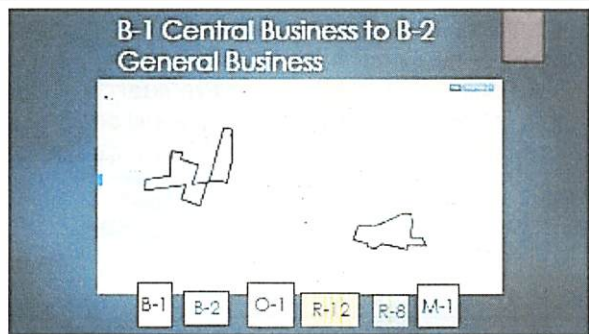 B-1 Central Business to B-2
General Business
B-1 B-2 O-1 R-12 R-8 M-1